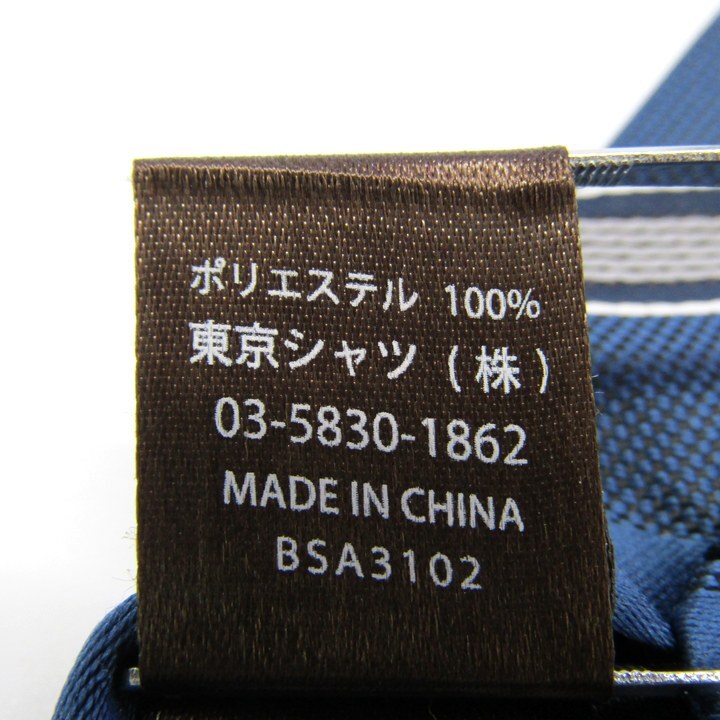 ポリエステル 100%
東京シャツ (株)
03-5830-1862
MADE IN CHINA
BSA3102